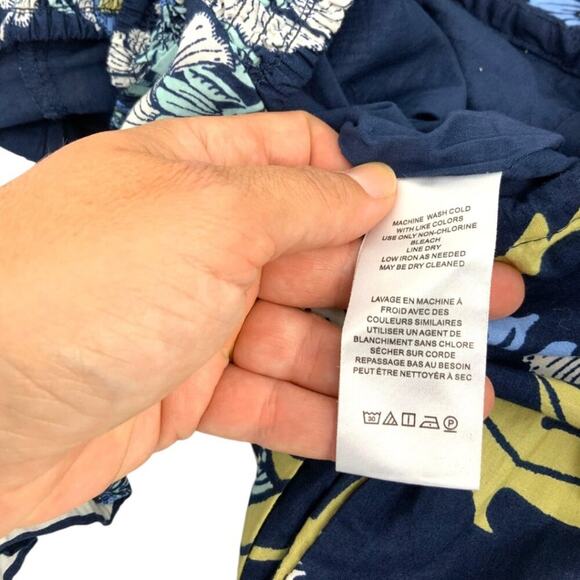 MACHINE WASH COLD
WITH LIKE COLORS
USE ONLY NON-CHLORINE
BLEACH
LINE DRY
LOW IRON AS NEEDED
MAY BE DRY CLEANED
LAVAGE EN MACHINE À
FROID AVEC DES
COULEURS SIMILAIRES
UTILISER UN AGENT DE
BLANCHIMENT SANS CHLORE
SÉCHER SUR CORDE
REPASSAGE BAS AU BESOIN
PEUT ÊTRE NETTOYÉR À SEC
30
P